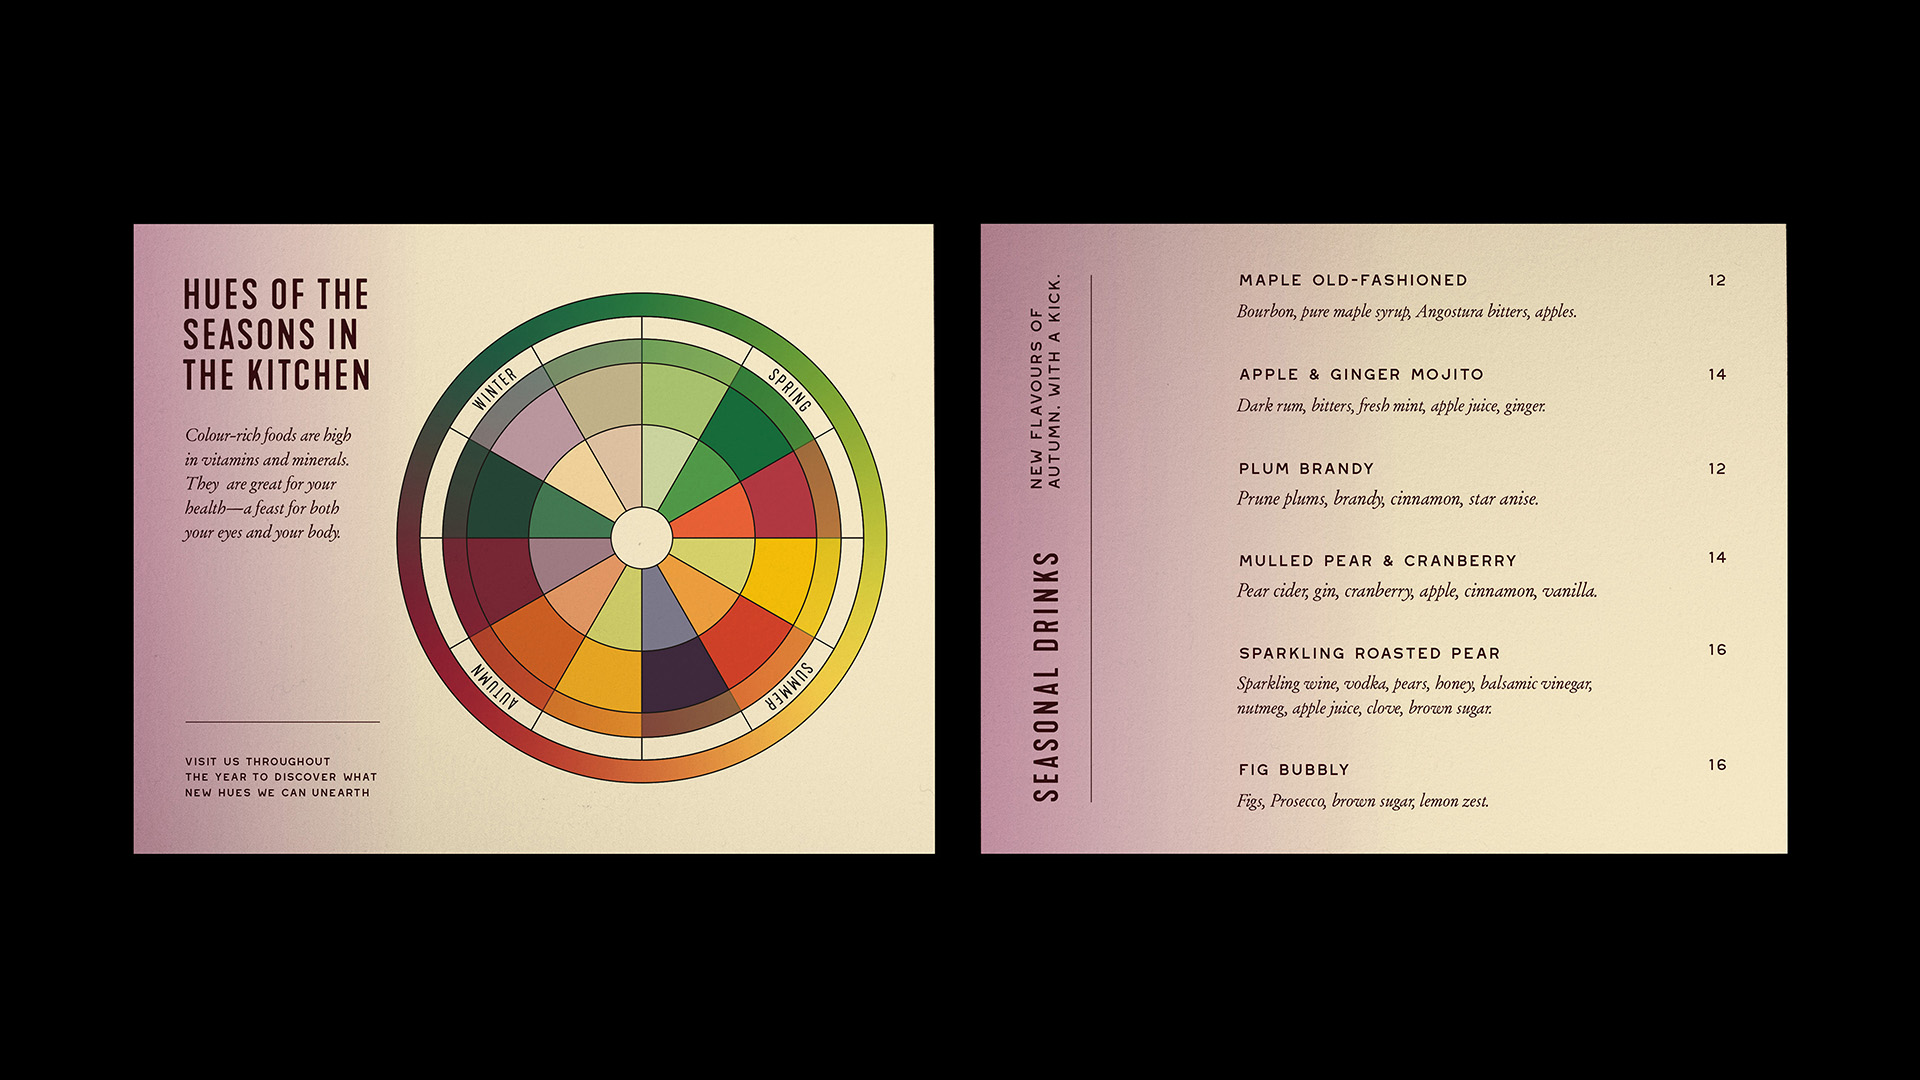 HUES OF THE
SEASONS IN
THE KITCHEN
Colour-rich foods are high
in vitamins and minerals.
They are great for your
health—a feast for both
your eyes and your body.
VISIT US THROUGHOUT
THE YEAR TO DISCOVER WHAT
NEW HUES WE CAN UNEARTH
WINTER
SPRING
SUMMER
AUTUMN
SEASONAL DRINKS
NEW FLAVOURS OF
AUTUMN. WITH A KICK.
MAPLE OLD-FASHIONED 12
Bourbon, pure maple syrup, Angostura bitters, apples.
APPLE & GINGER MOJITO 14
Dark rum, bitters, fresh mint, apple juice, ginger.
PLUM BRANDY 12
Prune plums, brandy, cinnamon, star anise.
MULLED PEAR & CRANBERRY 14
Pear cider, gin, cranberry, apple, cinnamon, vanilla.
SPARKLING ROASTED PEAR 16
Sparkling wine, vodka, pears, honey, balsamic vinegar,
nutmeg, apple juice, clove, brown sugar.
FIG BUBBLY 16
Figs, Prosecco, brown sugar, lemon zest.